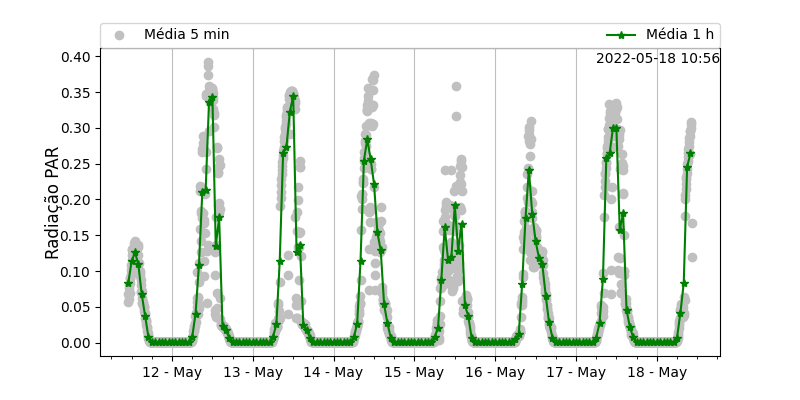 Média 5 min
Média 1 h
2022-05-18 10:56
Radiação PAR
0.40
0.35
0.30
0.25
0.20
0.15
0.10
0.05
0.00
12 - May
13 - May
14 - May
15 - May
16 - May
17 - May
18 - May